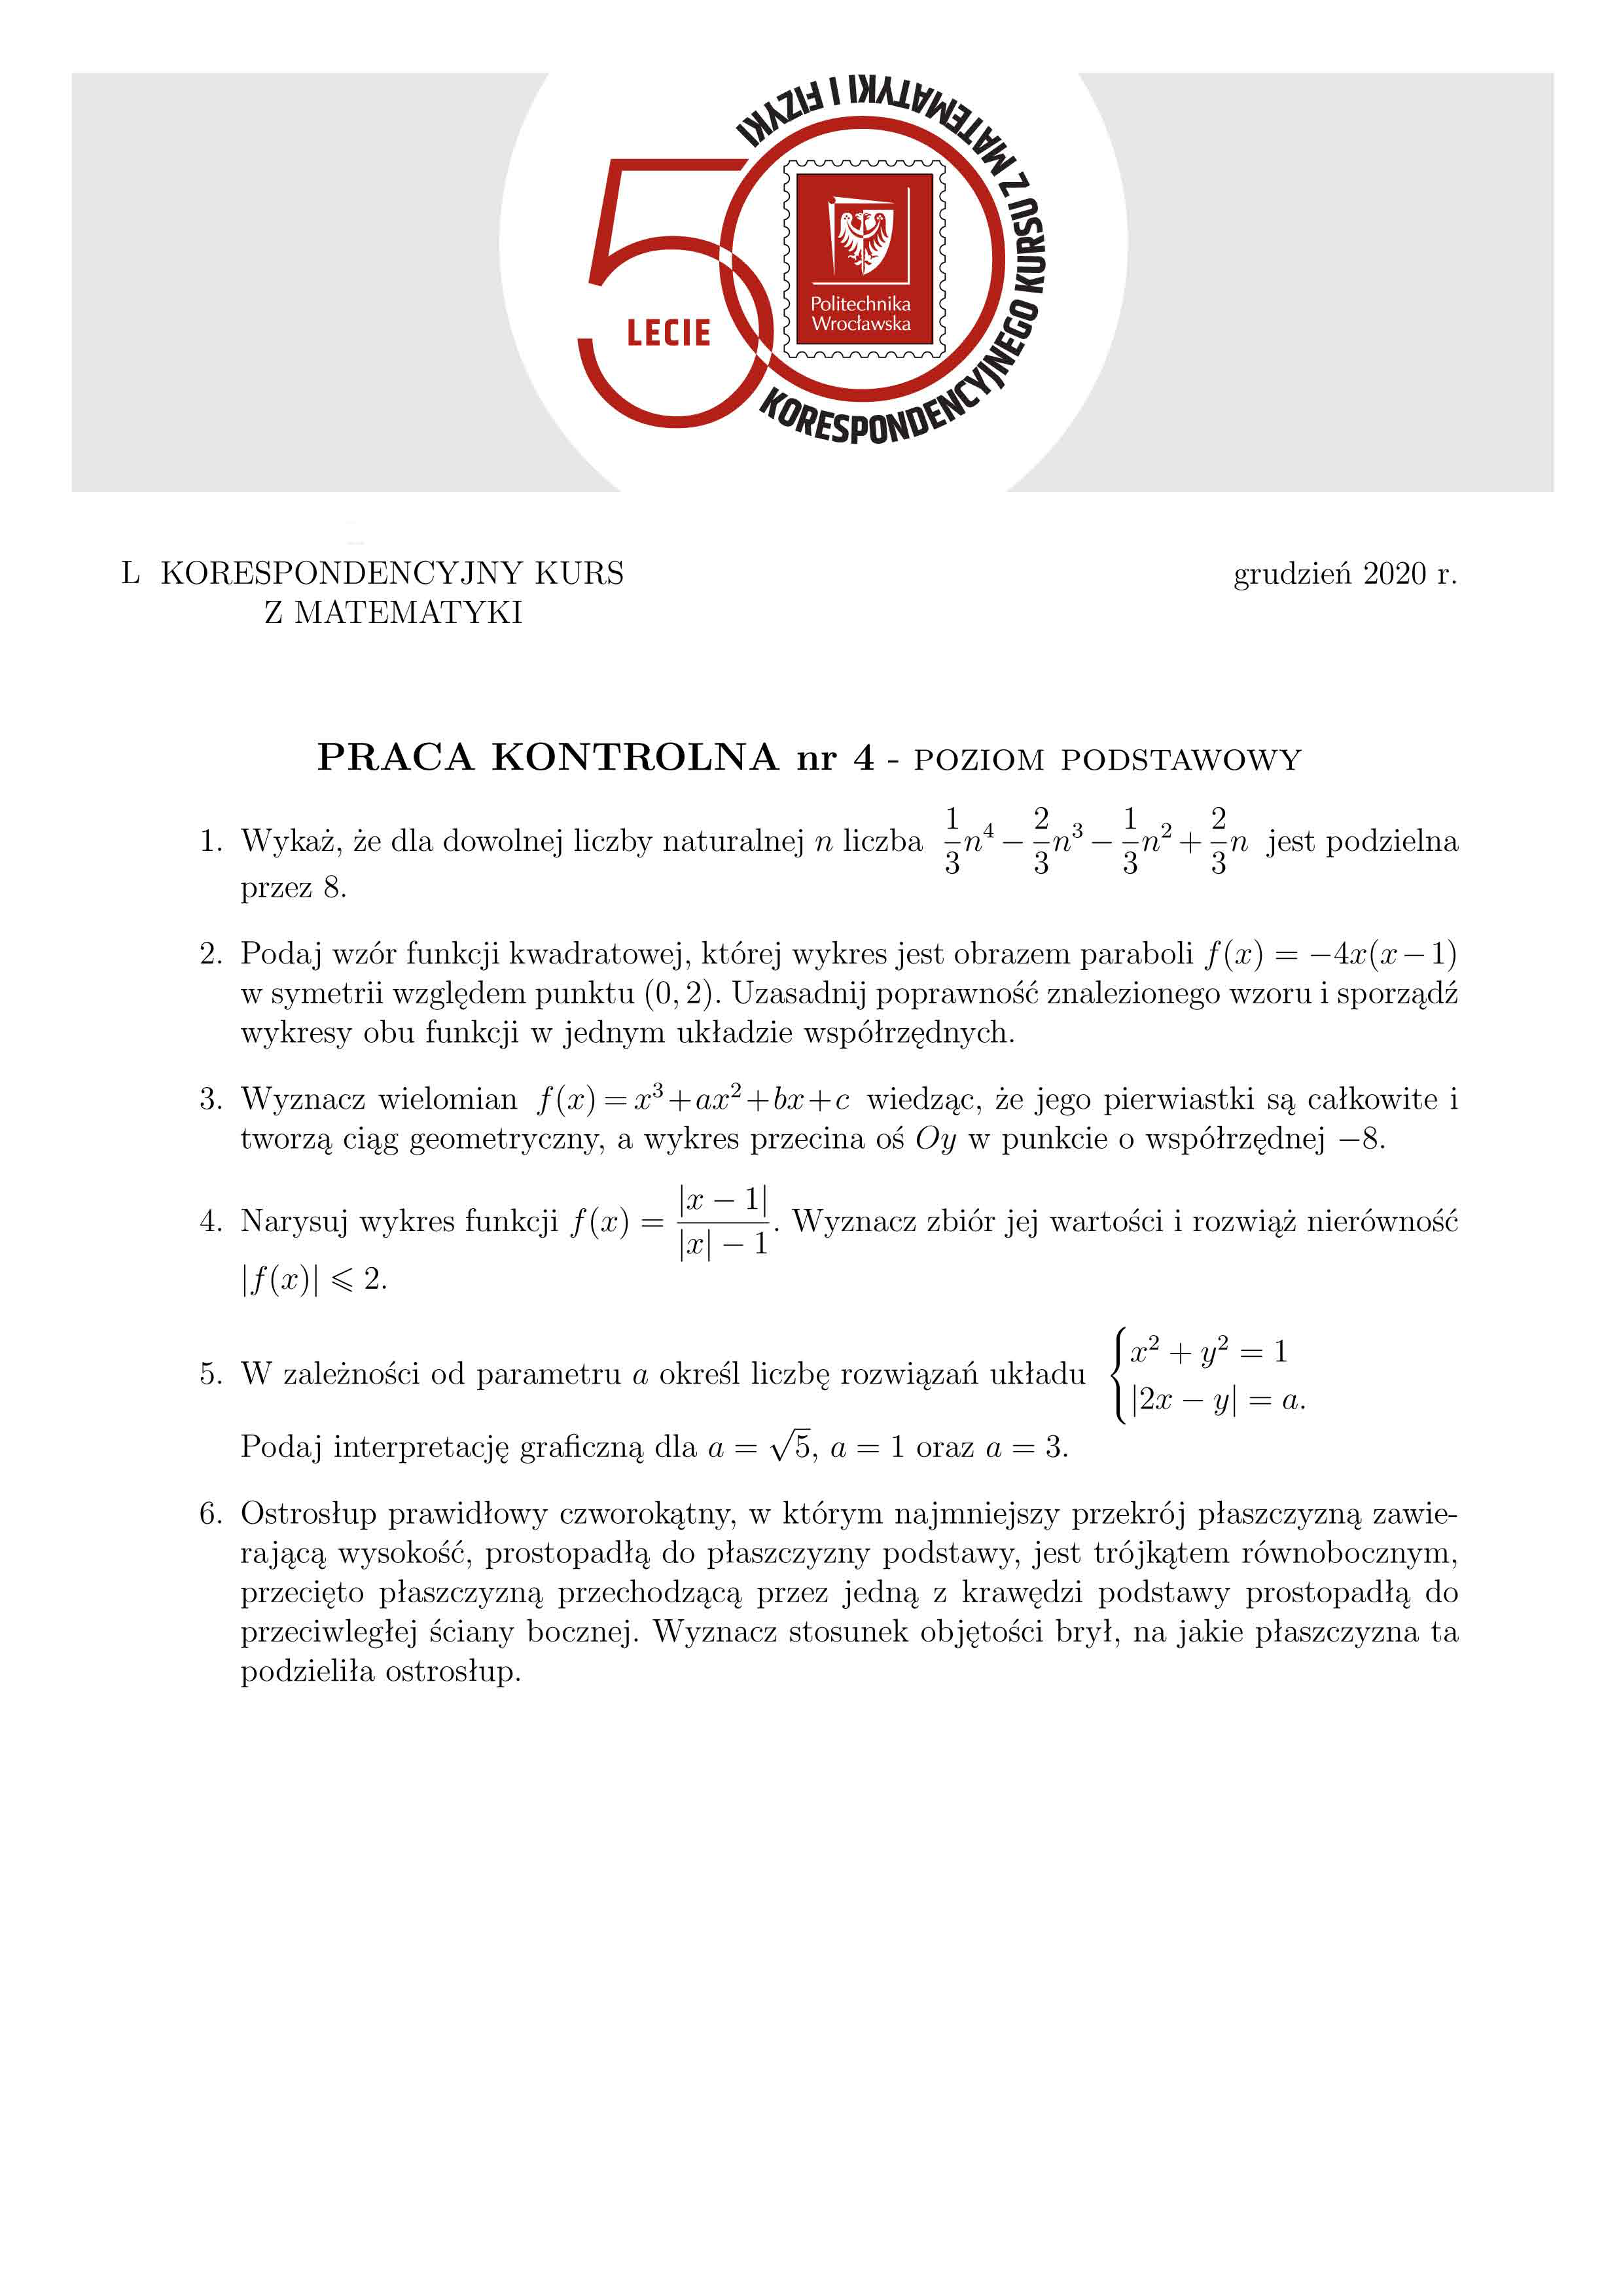 50 LECIE
KORESPONDENCYJNEGO KURSU Z MATEMATYKI I FIZYKI
Politechnika
Wrocławska
L KORESPONDENCYJNY KURS
Z MATEMATYKI
grudzień 2020 r.
PRACA KONTROLNA nr 4 - POZIOM PODSTAWOWY
1. Wykaż, że dla dowolnej liczby naturalnej n liczba $\frac{1}{3}n^4 - \frac{2}{3}n^3 - \frac{1}{3}n^2 + \frac{2}{3}n$ jest podzielna
przez 8.
2. Podaj wzór funkcji kwadratowej, której wykres jest obrazem paraboli $f(x) = -4x(x-1)$
w symetrii względem punktu (0, 2). Uzasadnij poprawność znalezionego wzoru i sporządź
wykresy obu funkcji w jednym układzie współrzędnych.
3. Wyznacz wielomian $f(x) = x^3+ax^2+bx+c$ wiedząc, że jego pierwiastki są całkowite i
tworzą ciąg geometryczny, a wykres przecina oś Oy w punkcie o współrzędnej −8.
4. Narysuj wykres funkcji $f(x) = \frac{|x-1|}{|x|-1}$. Wyznacz zbiór jej wartości i rozwiąż nierówność
$|f(x)| \leqslant 2$.
5. W zależności od parametru a określ liczbę rozwiązań układu $\begin{cases} x^2 + y^2 = 1 \\ |2x - y| = a. \end{cases}$
Podaj interpretację graficzną dla $a = \sqrt{5}$, $a = 1$ oraz $a = 3$.
6. Ostrosłup prawidłowy czworokątny, w którym najmniejszy przekrój płaszczyzną zawie-
rającą wysokość, prostopadłą do płaszczyzny podstawy, jest trójkątem równobocznym,
przecięto płaszczyzną przechodzącą przez jedną z krawędzi podstawy prostopadłą do
przeciwległej ściany bocznej. Wyznacz stosunek objętości brył, na jakie płaszczyzna ta
podzieliła ostrosłup.